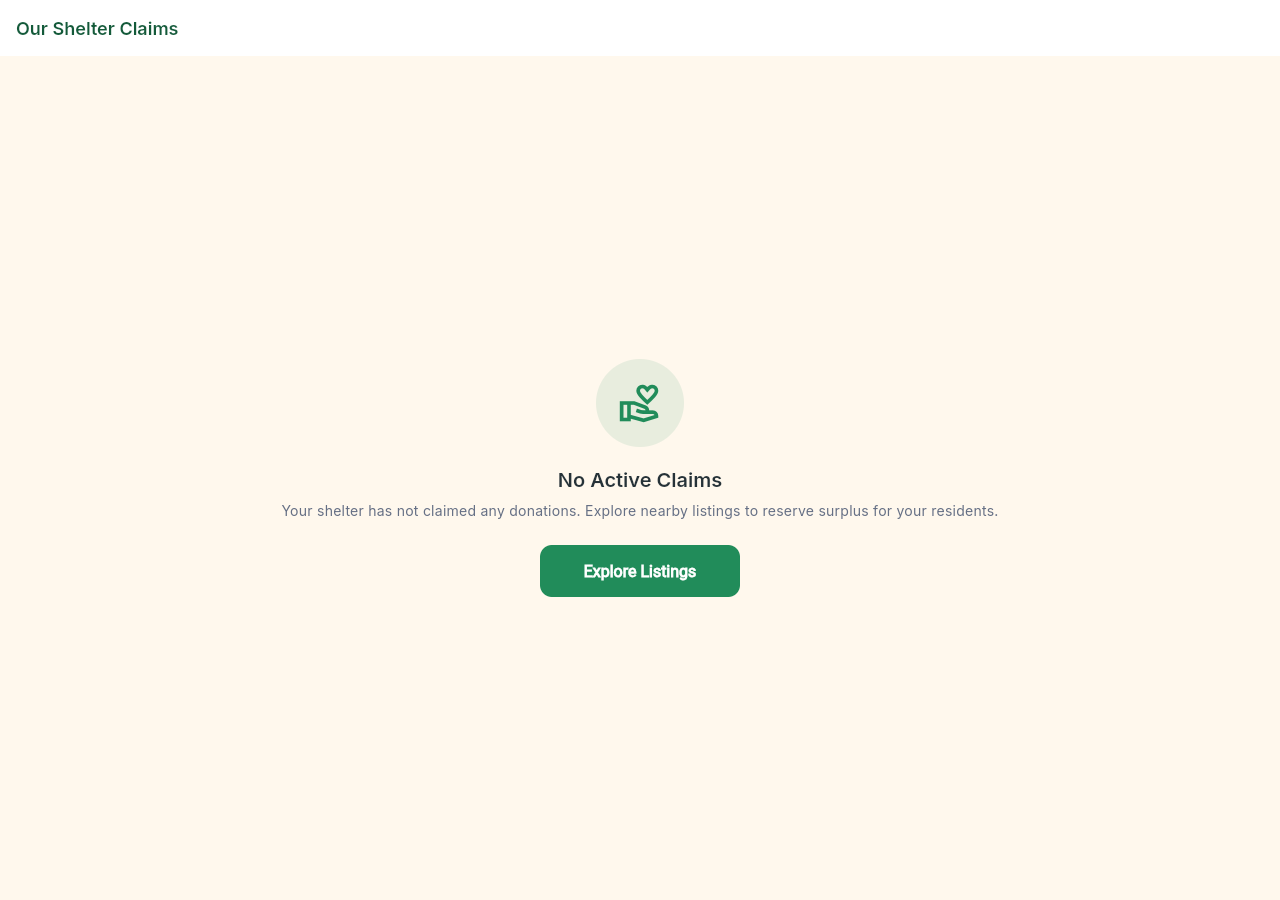 Our Shelter Claims
No Active Claims
Your shelter has not claimed any donations. Explore nearby listings to reserve surplus for your residents.
Explore Listings